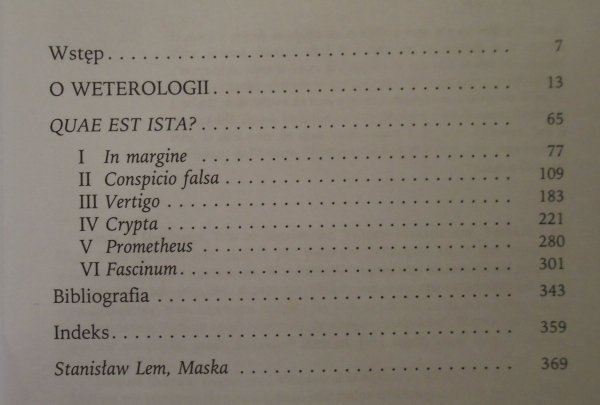 Wstęp . . . . . . . . . . . . . . . . . . . . . . . . . . . . . . . . . . . 7
O WETEROLOGII . . . . . . . . . . . . . . . . . . . . . . . . . . 13
QUAE EST ISTA? . . . . . . . . . . . . . . . . . . . . . . . . . . . 65
I In margine . . . . . . . . . . . . . . . . . . . . . . . . . . . 77
II Conspicio falsa . . . . . . . . . . . . . . . . . . . . . . . . . 109
III Vertigo . . . . . . . . . . . . . . . . . . . . . . . . . . . . . . 183
IV Crypta . . . . . . . . . . . . . . . . . . . . . . . . . . . . . . 221
V Prometheus . . . . . . . . . . . . . . . . . . . . . . . . . . . 280
VI Fascinum . . . . . . . . . . . . . . . . . . . . . . . . . . . . . 301
Bibliografia . . . . . . . . . . . . . . . . . . . . . . . . . . . . . . . 343
Indeks . . . . . . . . . . . . . . . . . . . . . . . . . . . . . . . . . . . 359
Stanisław Lem, Maska . . . . . . . . . . . . . . . . . . . . . . . . 369